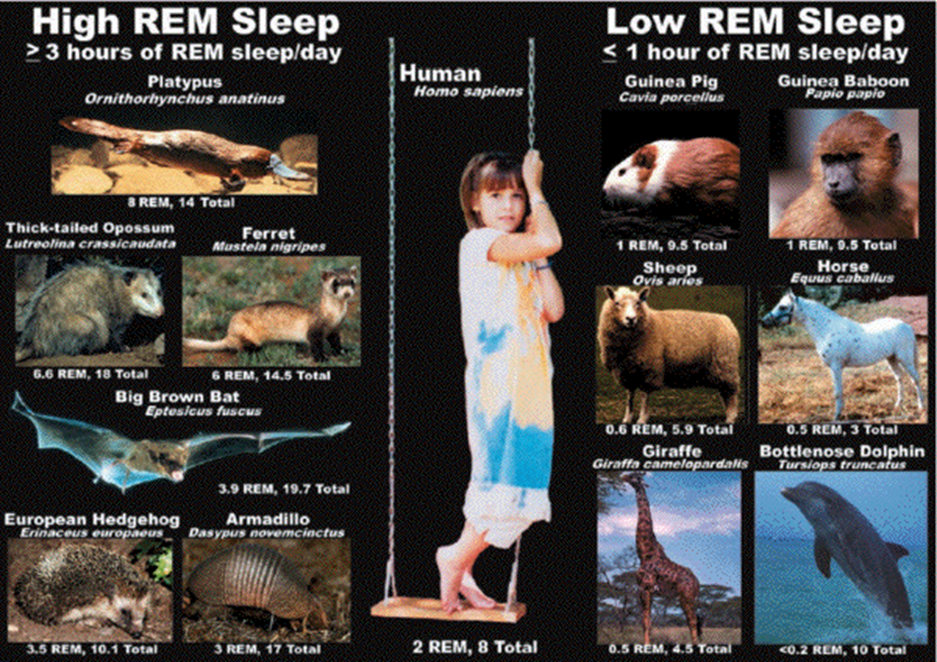 High REM Sleep
≥ 3 hours of REM sleep/day
Platypus
Ornithorhynchus anatinus
8 REM, 14 Total
Thick-tailed Opossum
Lutreolina crassicaudata
6.6 REM, 18 Total
Ferret
Mustela nigripes
6 REM, 14.5 Total
Big Brown Bat
Eptesicus fuscus
3.9 REM, 19.7 Total
European Hedgehog
Erinaceus europaeus
3.5 REM, 10.1 Total
Armadillo
Dasypus novemcinctus
3 REM, 17 Total
Human
Homo sapiens
2 REM, 8 Total
Low REM Sleep
≤ 1 hour of REM sleep/day
Guinea Pig
Cavia porcellus
1 REM, 9.5 Total
Guinea Baboon
Papio papio
1 REM, 9.5 Total
Sheep
Ovis aries
0.6 REM, 5.9 Total
Horse
Equus caballus
0.5 REM, 3 Total
Giraffe
Giraffa camelopardalis
0.5 REM, 4.5 Total
Bottlenose Dolphin
Tursiops truncatus
<0.2 REM, 10 Total